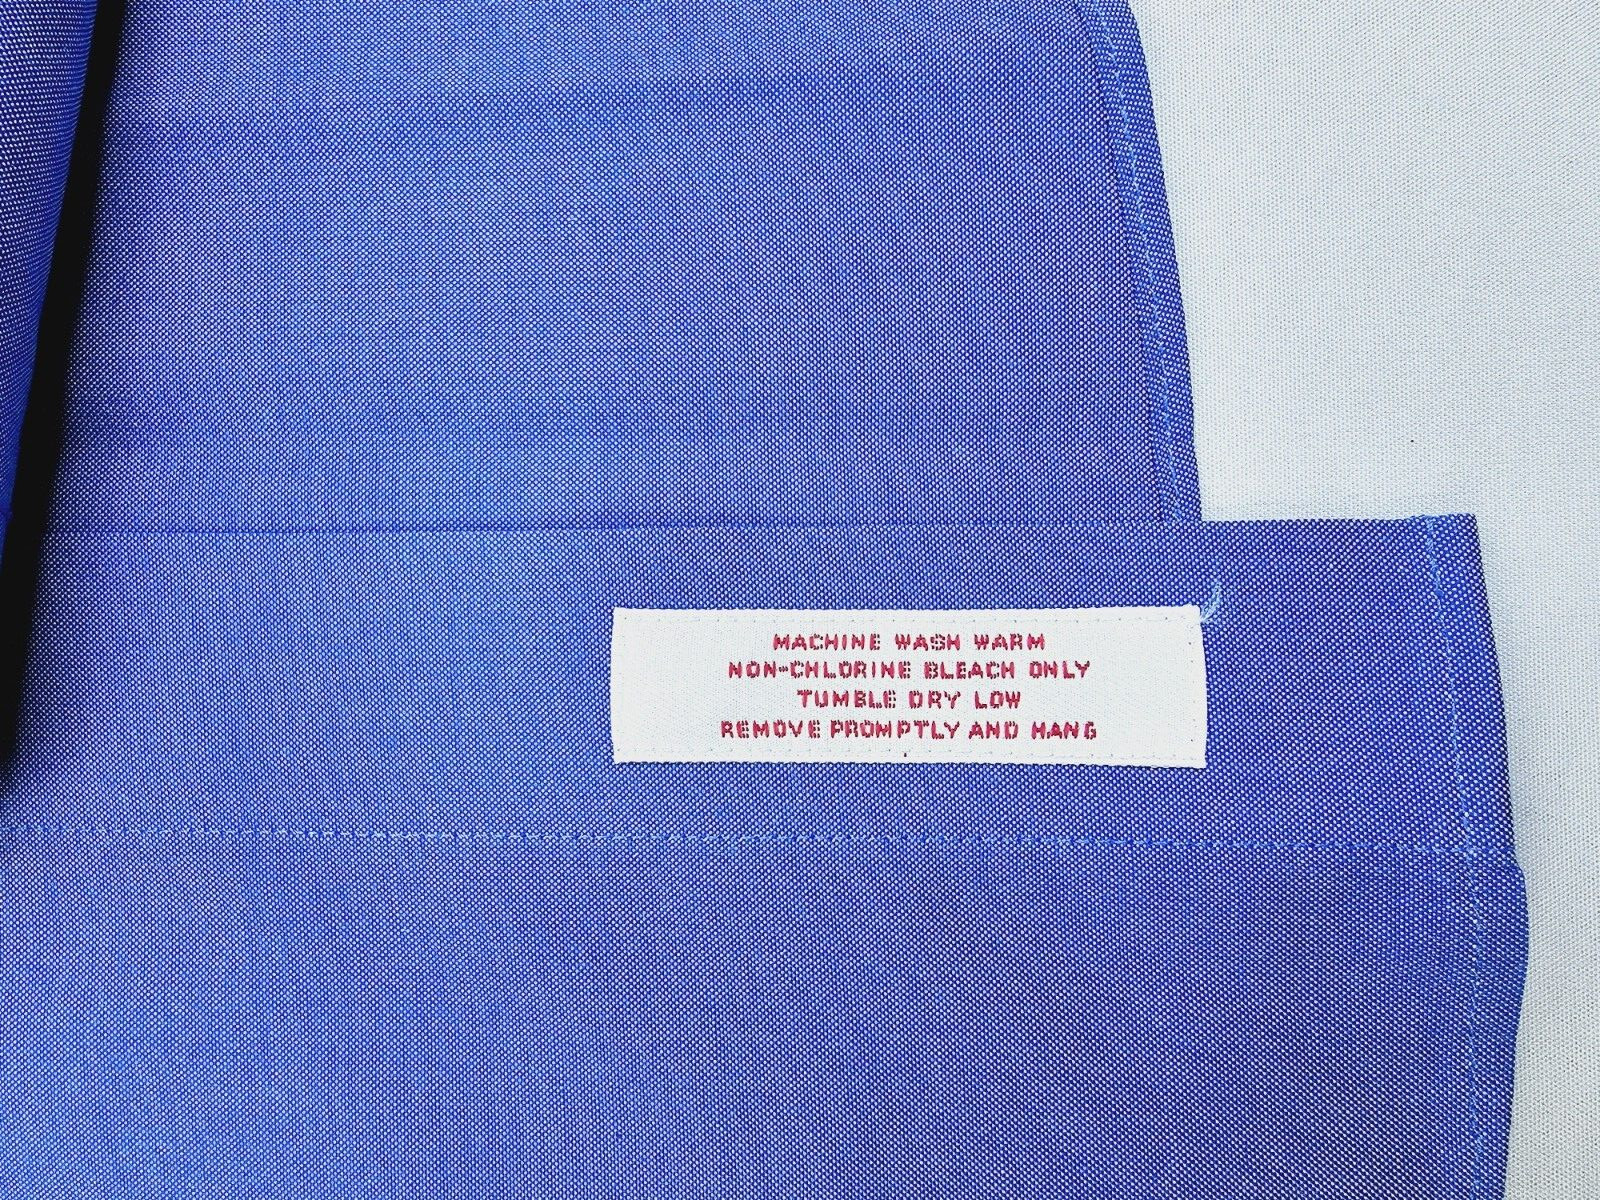 MACHINE WASH WARM
NON-CHLORINE BLEACH ONLY
TUMBLE DRY LOW
REMOVE PROMPTLY AND HANG